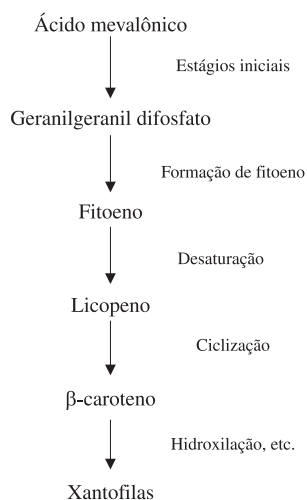 Ácido mevalônico
Estágios iniciais
Geranilgeranil difosfato
Formação de fitoeno
Fitoeno
Desaturação
Licopeno
Ciclização
β-caroteno
Hidroxilação, etc.
Xantofilas